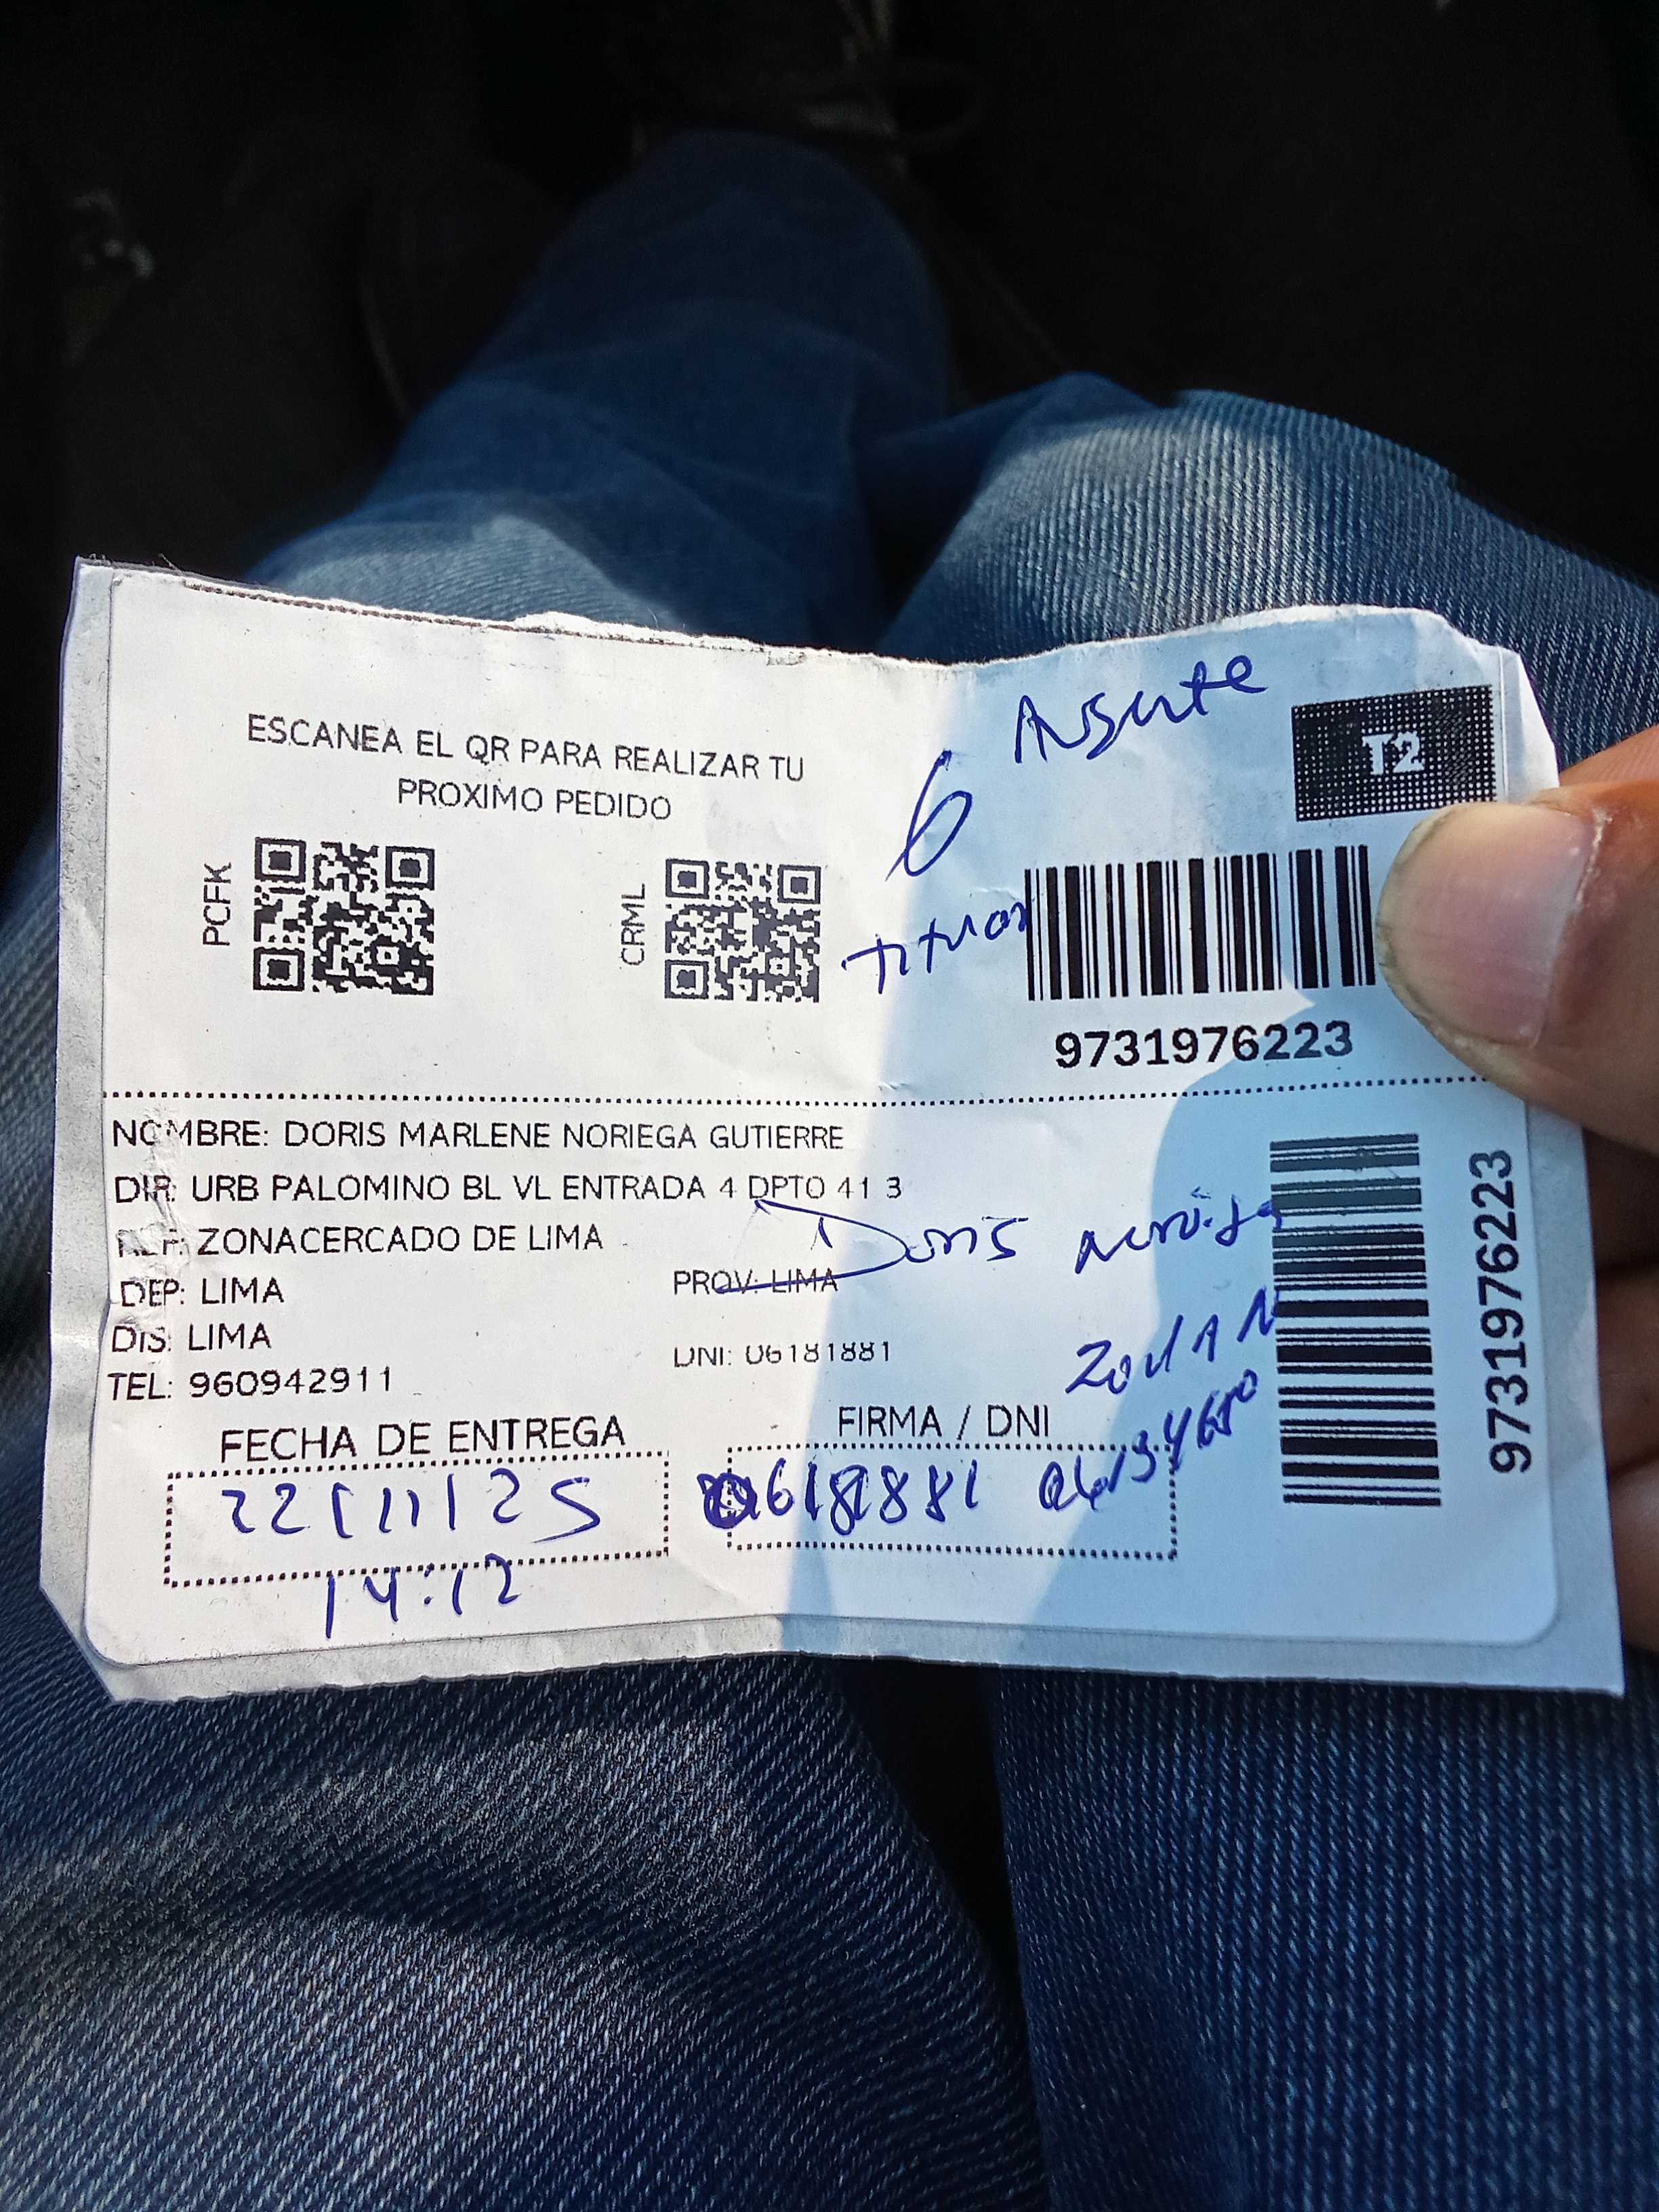 ESCANEA EL QR PARA REALIZAR TU
PROXIMO PEDIDO
PCFK
CRML
6
T2
9731976223
NOMBRE: DORIS MARLENE NORIEGA GUTIERRE
DIR: URB PALOMINO BL VL ENTRADA 4 DPTO 41 3
REF: ZONACERCADO DE LIMA
Doris
DEP: LIMA
PROV: LIMA
DIS: LIMA
DNI: 06181881
TEL: 960942911
9731976223
FECHA DE ENTREGA
FIRMA / DNI
22/11/25
06181881
14:12